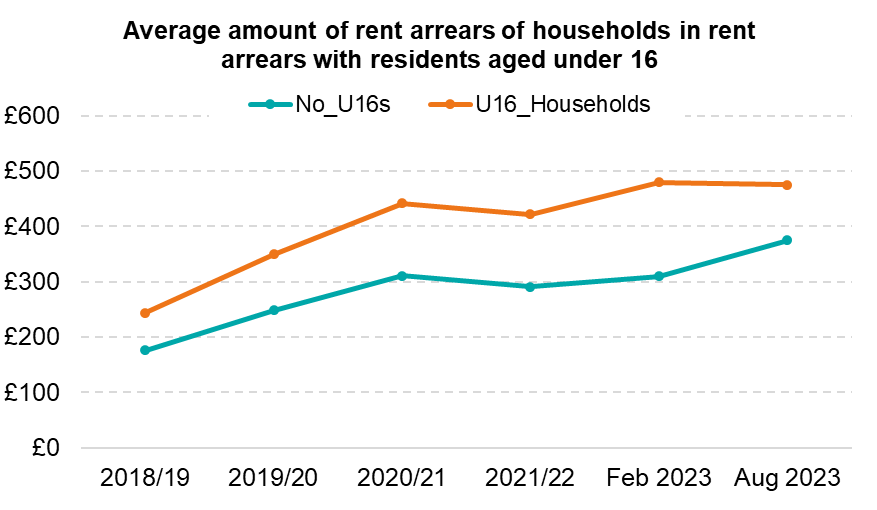 Average amount of rent arrears of households in rent
arrears with residents aged under 16
No_U16s U16_Households
£600
£500
£400
£300
£200
£100
£0
2018/19 2019/20 2020/21 2021/22 Feb 2023 Aug 2023